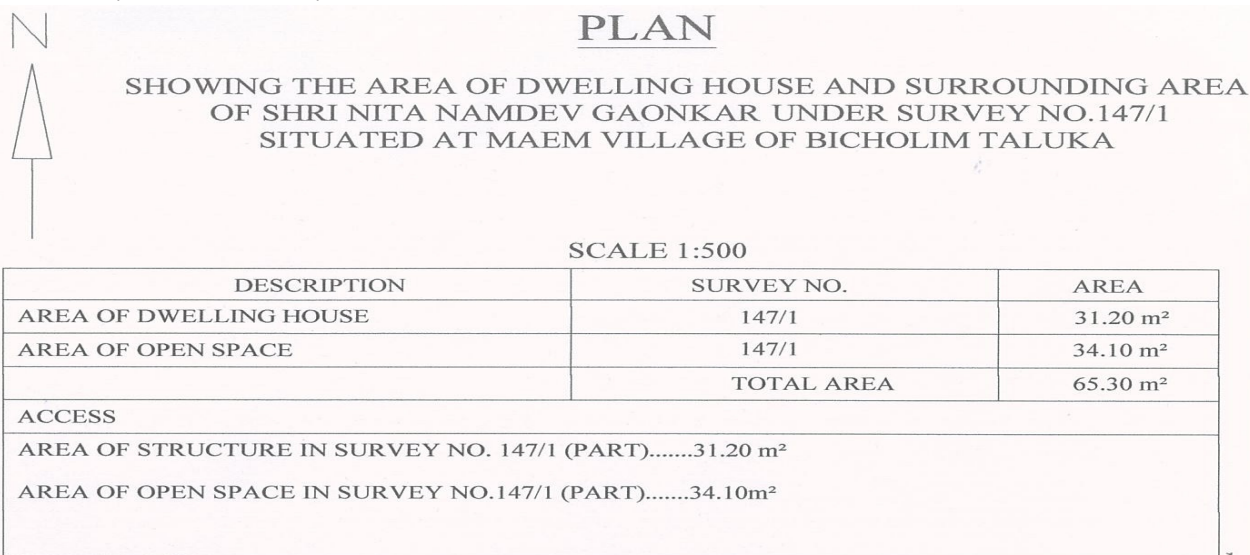 N
PLAN
SHOWING THE AREA OF DWELLING HOUSE AND SURROUNDING AREA
OF SHRI NITA NAMDEV GAONKAR UNDER SURVEY NO.147/1
SITUATED AT MAEM VILLAGE OF BICHOLIM TALUKA
SCALE 1:500
DESCRIPTION SURVEY NO. AREA
AREA OF DWELLING HOUSE 147/1 31.20 m²
AREA OF OPEN SPACE 147/1 34.10 m²
TOTAL AREA 65.30 m²
ACCESS
AREA OF STRUCTURE IN SURVEY NO. 147/1 (PART).......31.20 m²
AREA OF OPEN SPACE IN SURVEY NO.147/1 (PART).......34.10m²